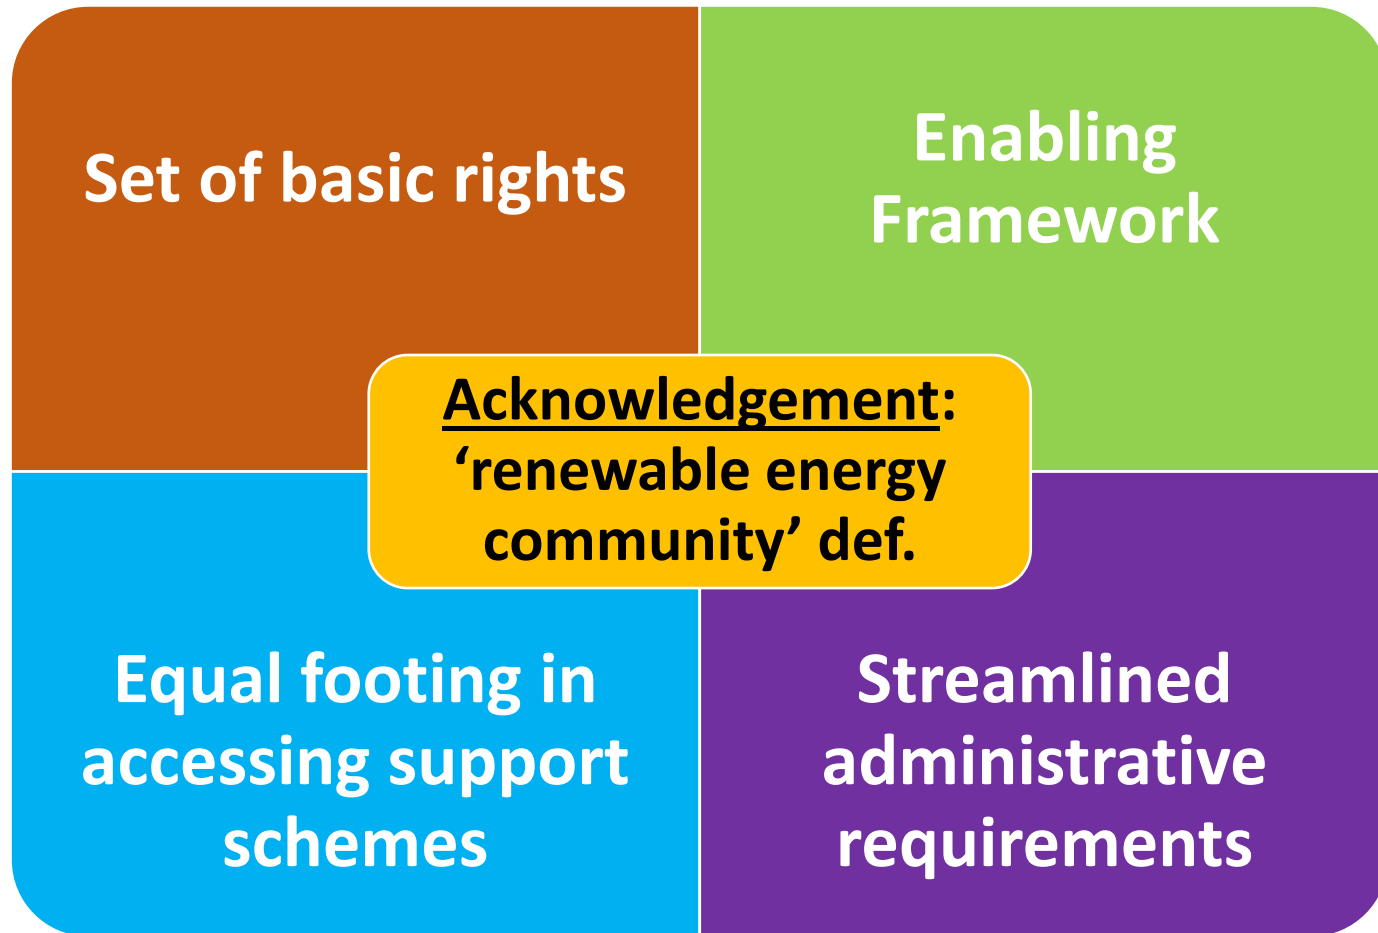 Set of basic rights
Enabling
Framework
Acknowledgement:
‘renewable energy
community’ def.
Equal footing in
accessing support
schemes
Streamlined
administrative
requirements